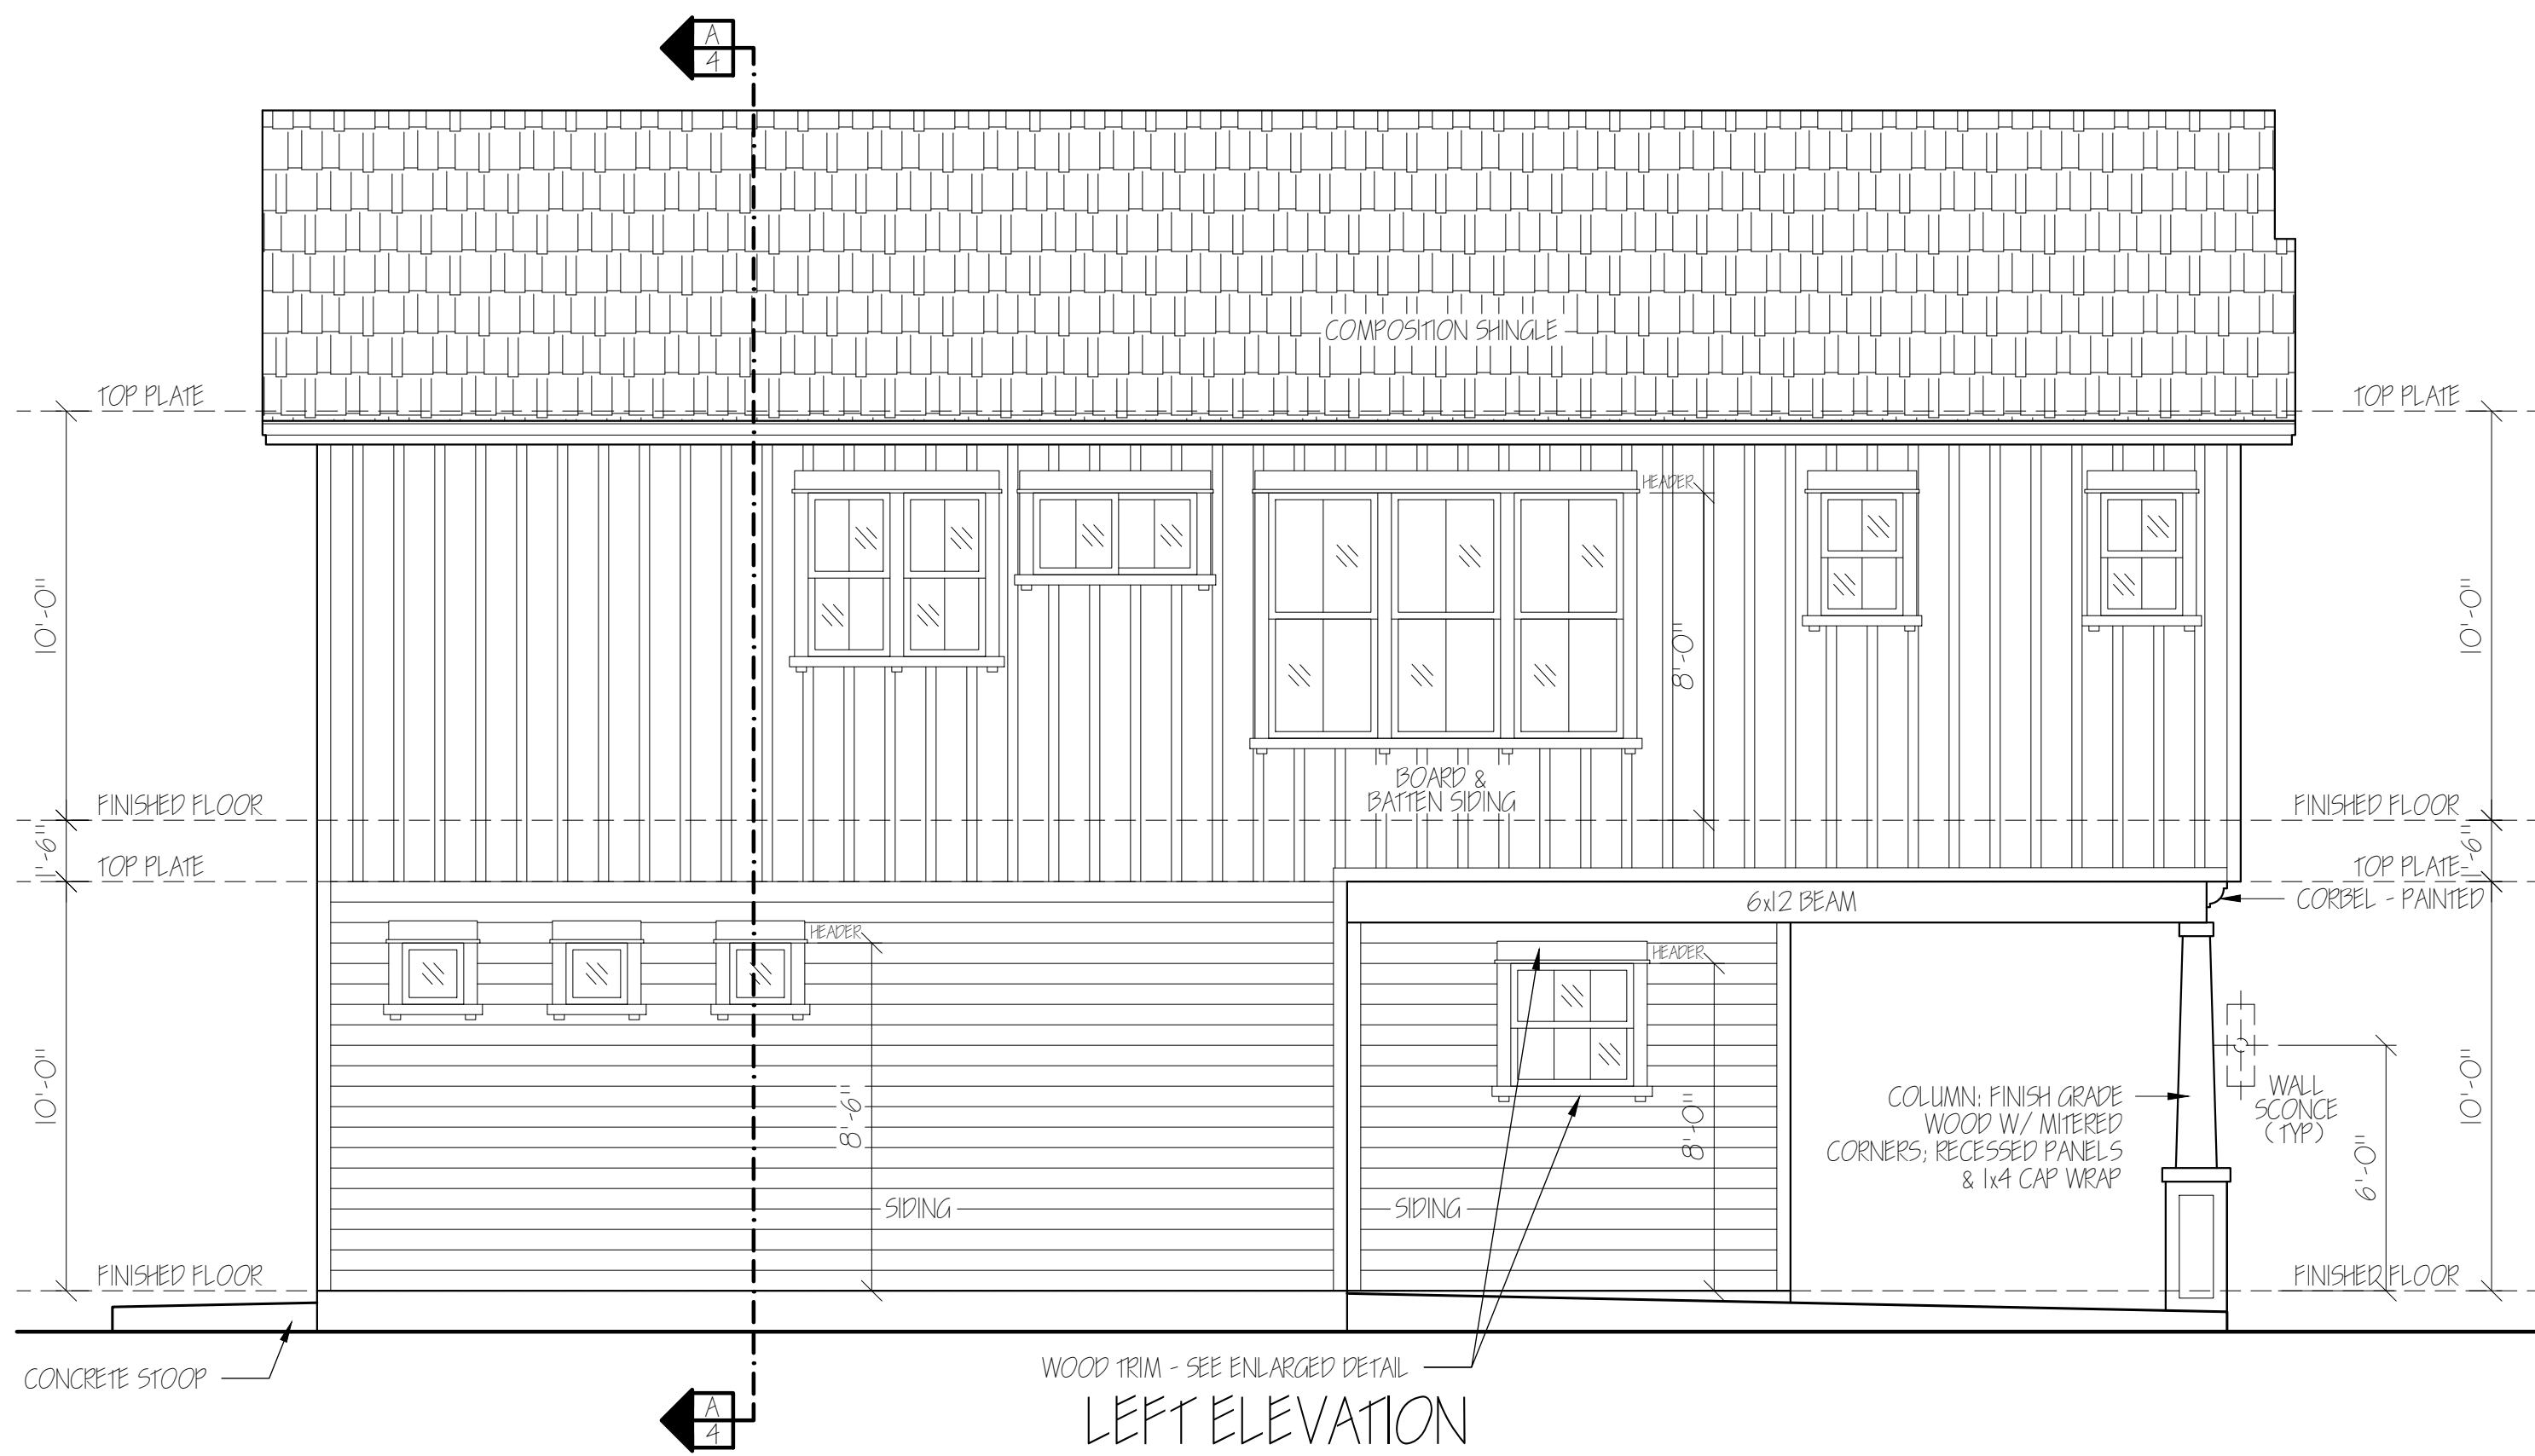 A
4
COMPOSITION SHINGLE
TOP PLATE
TOP PLATE
HEADER
10'-0"
8'-0"
10'-0"
BOARD &
BATTEN SIDING
FINISHED FLOOR
FINISHED FLOOR
1'-6"
1'-6"
TOP PLATE
TOP PLATE
6x12 BEAM
CORBEL - PAINTED
HEADER
HEADER
10'-0"
8'-6"
8'-0"
COLUMN: FINISH GRADE
WOOD W/ MITERED
CORNERS; RECESSED PANELS
& 1x4 CAP WRAP
WALL
SCONCE
(TYP)
6'-0"
10'-0"
SIDING
SIDING
FINISHED FLOOR
FINISHED FLOOR
CONCRETE STOOP
WOOD TRIM - SEE ENLARGED DETAIL
A
4
LEFT ELEVATION